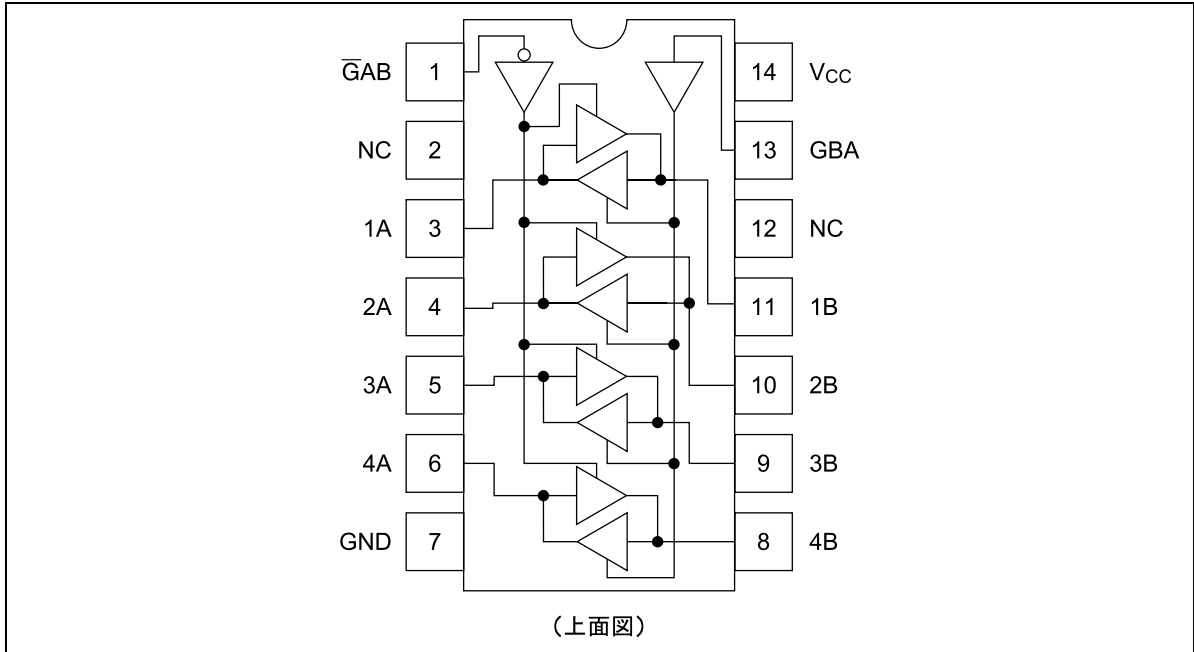 G̅AB 1 14 VCC
NC 2 13 GBA
1A 3 12 NC
2A 4 11 1B
3A 5 10 2B
4A 6 9 3B
GND 7 8 4B
(上面図)